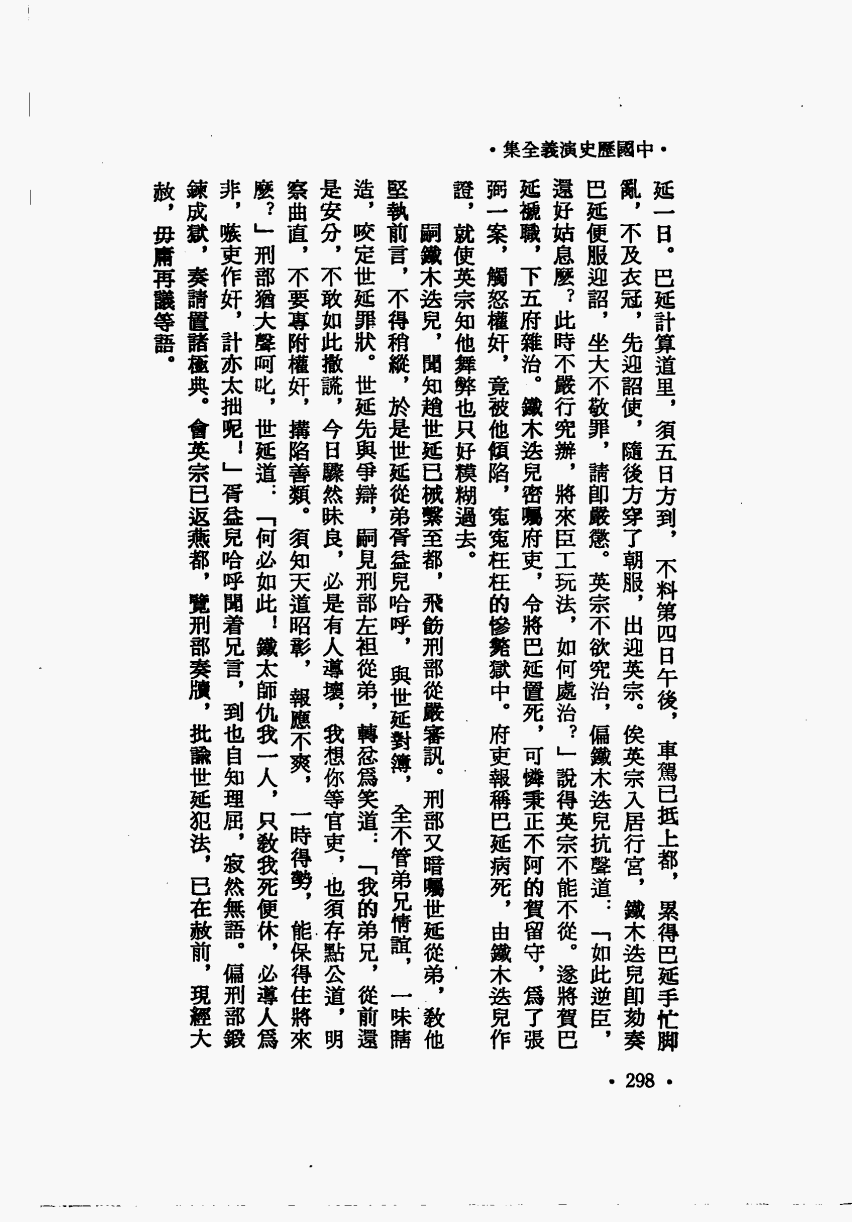 •中國歷史演義全集•
延一日。巴延計算道里，須五日方到，不料第四日午後，車駕已抵上都，累得巴延手忙脚
亂，不及衣冠，先迎詔使，隨後方穿了朝服，出迎英宗。俟英宗入居行宮，鐵木迭兒卽劾奏
巴延便服迎詔，坐大不敬罪，請卽嚴懲。英宗不欲究治，偏鐵木迭兒抗聲道：「如此逆臣，
還好姑息麼？此時不嚴行究辦，將來臣工玩法，如何處治？」說得英宗不能不從。遂將賀巴
延褫職，下五府雜治。鐵木迭兒密囑府吏，令將巴延置死，可憐秉正不阿的賀留守，爲了張
弼一案，觸怒權奸，竟被他傾陷，寃寃枉枉的慘斃獄中。府吏報稱巴延病死，由鐵木迭兒作
證，就使英宗知他舞弊也只好糢糊過去。
嗣鐵木迭兒，聞知趙世延已械繫至都，飛飭刑部從嚴審訊。刑部又暗囑世延從弟，敎他
堅執前言，不得稍縱，於是世延從弟胥益兒哈呼，與世延對簿，全不管弟兄情誼，一味瞎
造，咬定世延罪狀。世延先與爭辯，嗣見刑部左袒從弟，轉忿爲笑道：「我的弟兄，從前還
是安分，不敢如此撒謊，今日驟然昧良，必是有人導壞，我想你等官吏，也須存點公道，明
察曲直，不要專附權奸，搆陷善類。須知天道昭彰，報應不爽，一時得勢，能保得住將來
麼？」刑部猶大聲呵叱，世延道：「何必如此！鐵太師仇我一人，只敎我死便休，必導人爲
非，嗾吏作奸，計亦太拙呢！」胥益兒哈呼聞着兄言，到也自知理屈，寂然無語。偏刑部鍛
鍊成獄，奏請置諸極典。會英宗已返燕都，覽刑部奏牘，批諭世延犯法，已在赦前，現經大
赦，毋庸再議等語。
•298•